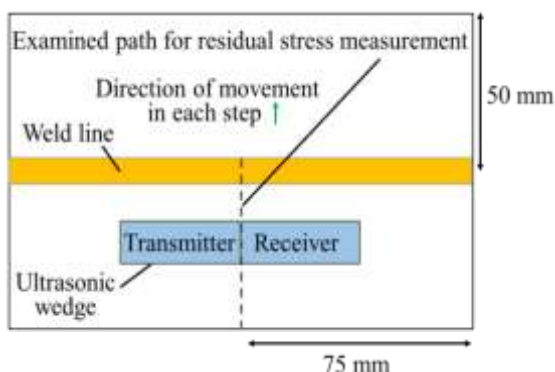 Examined path for residual stress measurement
Direction of movement
in each step ↑
50 mm
Weld line
Transmitter
Receiver
Ultrasonic
wedge
75 mm